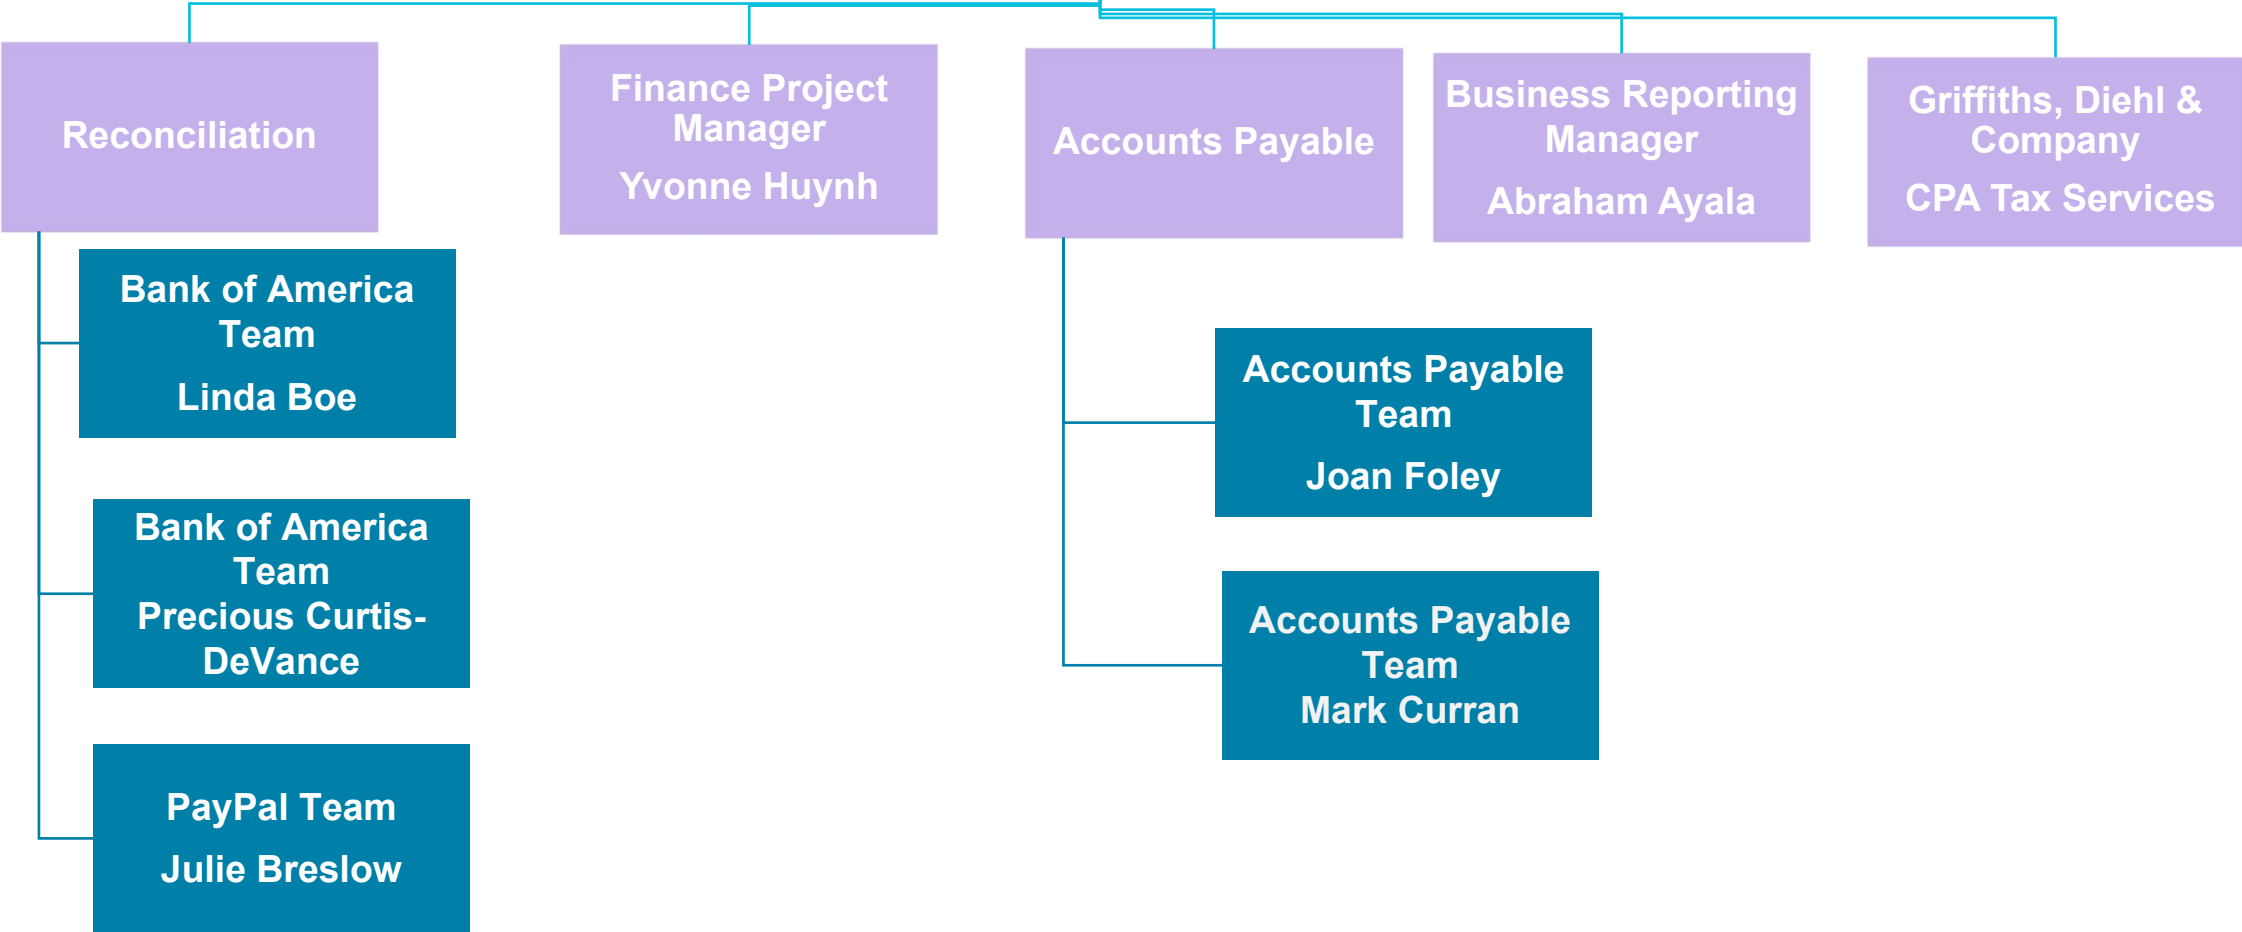 Reconciliation
Finance Project
Manager
Yvonne Huynh
Accounts Payable
Business Reporting
Manager
Abraham Ayala
Griffiths, Diehl &
Company
CPA Tax Services
Bank of America
Team
Linda Boe
Bank of America
Team
Precious Curtis-
DeVance
PayPal Team
Julie Breslow
Accounts Payable
Team
Joan Foley
Accounts Payable
Team
Mark Curran